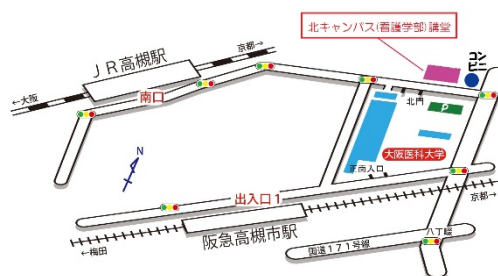 北キャンパス(看護学部)講堂
コンビニ
京都→
JR高槻駅
←大阪
南口
北門
P
大阪医科大学
N
正面入口
出入口1
京都→
阪急高槻市駅
八丁畷
←梅田
国道171号線